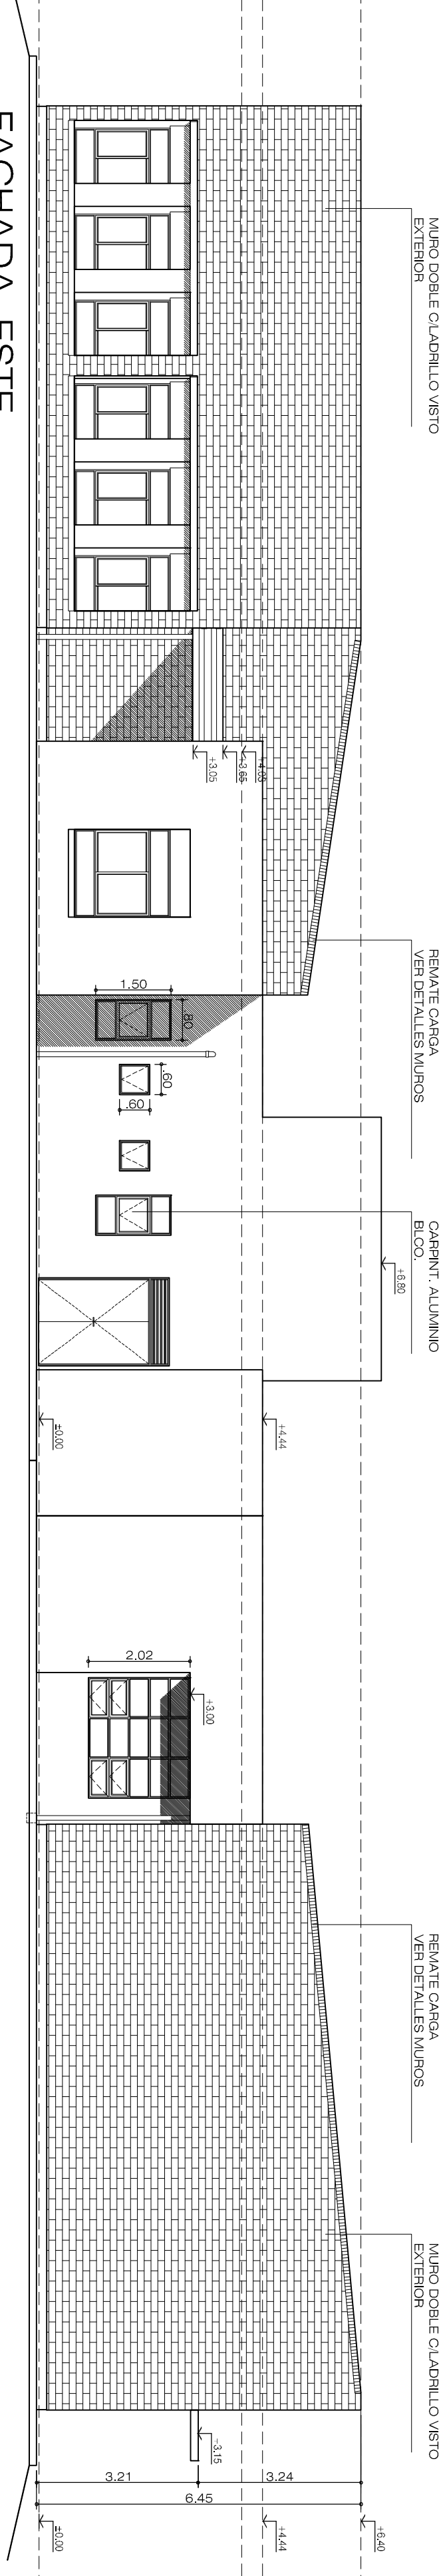 MURO DOBLE C/LADRILLO VISTO
EXTERIOR
REMATE CARGA
VER DETALLES MUROS
CARPINT. ALUMINIO
BLCO.
REMATE CARGA
VER DETALLES MUROS
MURO DOBLE C/LADRILLO VISTO
EXTERIOR
+6.80
+6.40
+3.65
+3.05
+4.44
+4.44
1.50
.80
.60
.60
+3.00
2.02
-3.15
3.24
3.21
6.45
±0.00
±0.00
FACHADA ESTE